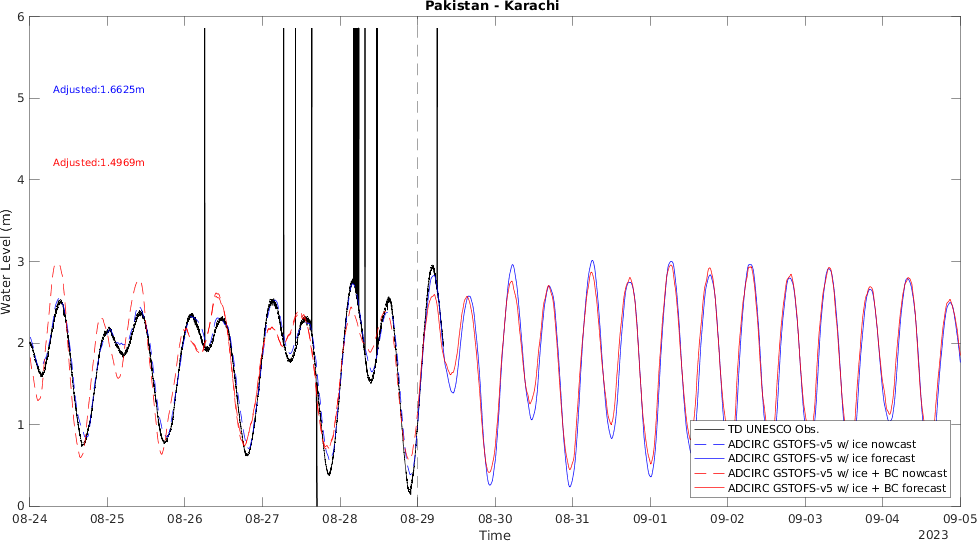 Pakistan - Karachi
6
5
4
3
2
1
0
Water Level (m)
Adjusted:1.6625m
Adjusted:1.4969m
TD UNESCO Obs.
ADCIRC GSTOFS-v5 w/ ice nowcast
ADCIRC GSTOFS-v5 w/ ice forecast
ADCIRC GSTOFS-v5 w/ ice + BC nowcast
ADCIRC GSTOFS-v5 w/ ice + BC forecast
08-24 08-25 08-26 08-27 08-28 08-29 08-30 08-31 09-01 09-02 09-03 09-04 09-05
Time
2023